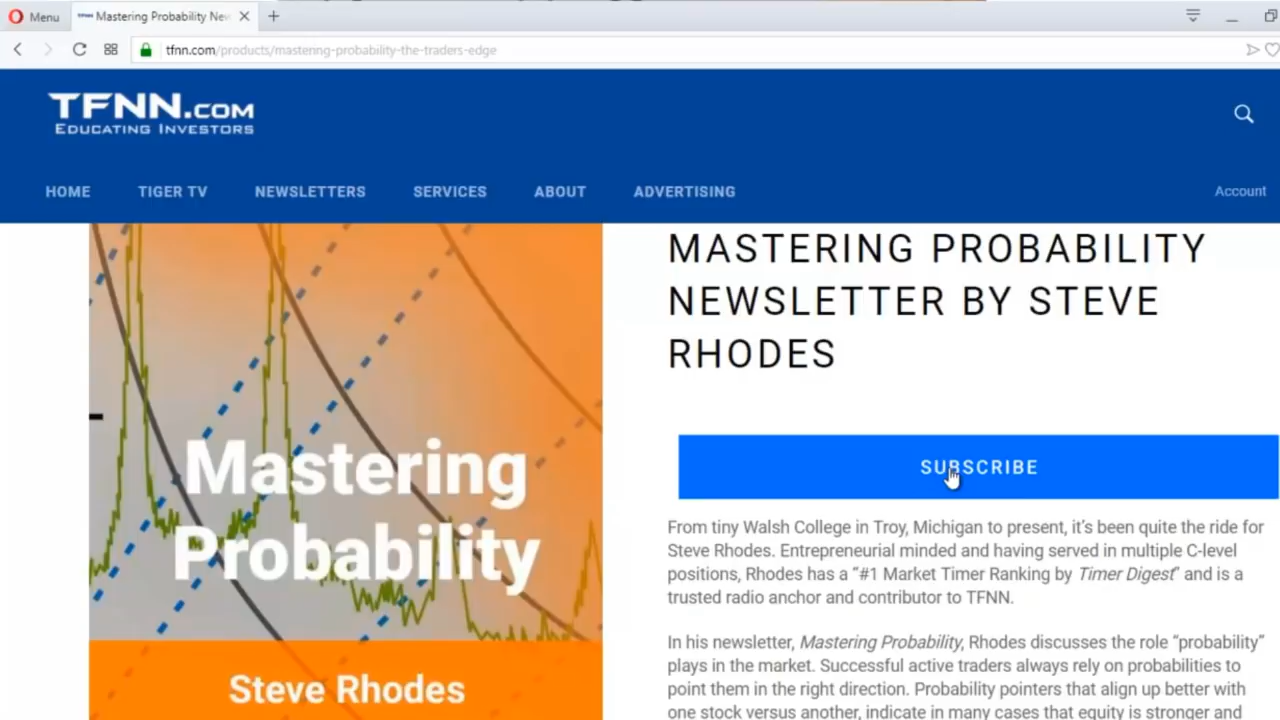 Menu
Mastering Probability New
tfnn.com/products/mastering-probability-the-traders-edge
TFNN.COM
EDUCATING INVESTORS
HOME TIGER TV NEWSLETTERS SERVICES ABOUT ADVERTISING Account
MASTERING PROBABILITY
NEWSLETTER BY STEVE
RHODES
Mastering
Probability
Steve Rhodes
SUBSCRIBE
From tiny Walsh College in Troy, Michigan to present, it's been quite the ride for
Steve Rhodes. Entrepreneurial minded and having served in multiple C-level
positions, Rhodes has a “#1 Market Timer Ranking by Timer Digest” and is a
trusted radio anchor and contributor to TFNN.
In his newsletter, Mastering Probability, Rhodes discusses the role “probability”
plays in the market. Successful active traders always rely on probabilities to
point them in the right direction. Probability pointers that align up better with
one stock versus another, indicate in many cases that equity is stronger and